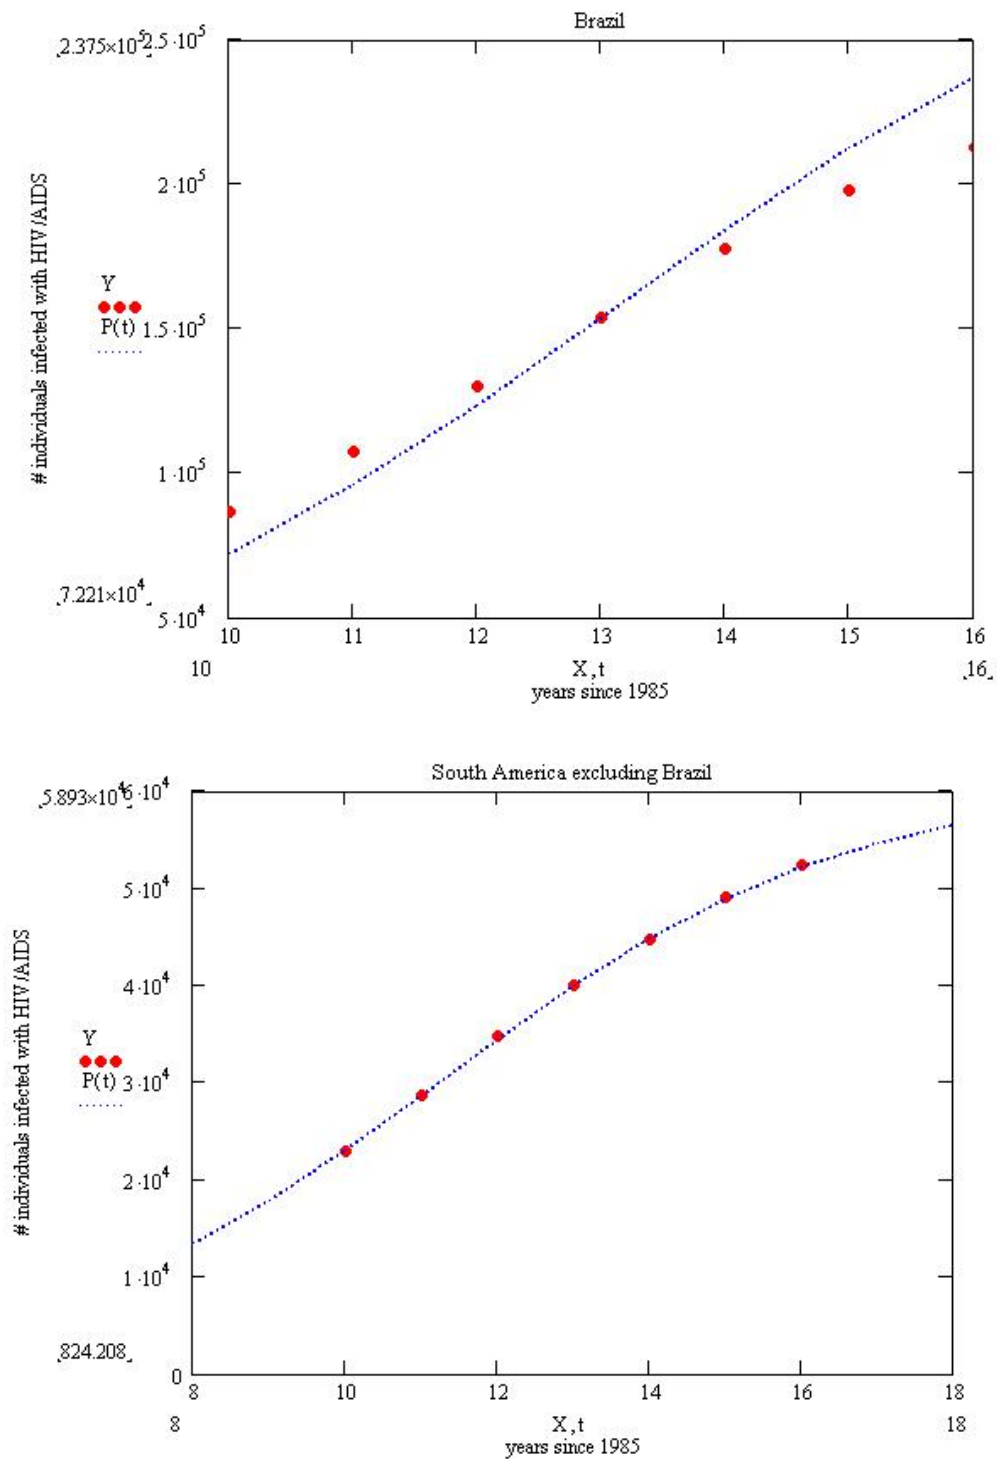 Brazil
2.375×10⁵
2.5·10⁵
2·10⁵
# individuals infected with HIV/AIDS
Y
P(t)
1.5·10⁵
1·10⁵
7.221×10⁴
5·10⁴
10 11 12 13 14 15 16
10 X,t 16
years since 1985
South America excluding Brazil
5.893×10⁴
6·10⁴
5·10⁴
4·10⁴
# individuals infected with HIV/AIDS
Y
P(t)
3·10⁴
2·10⁴
1·10⁴
824.208
0
8 10 12 14 16 18
8 X,t 18
years since 1985